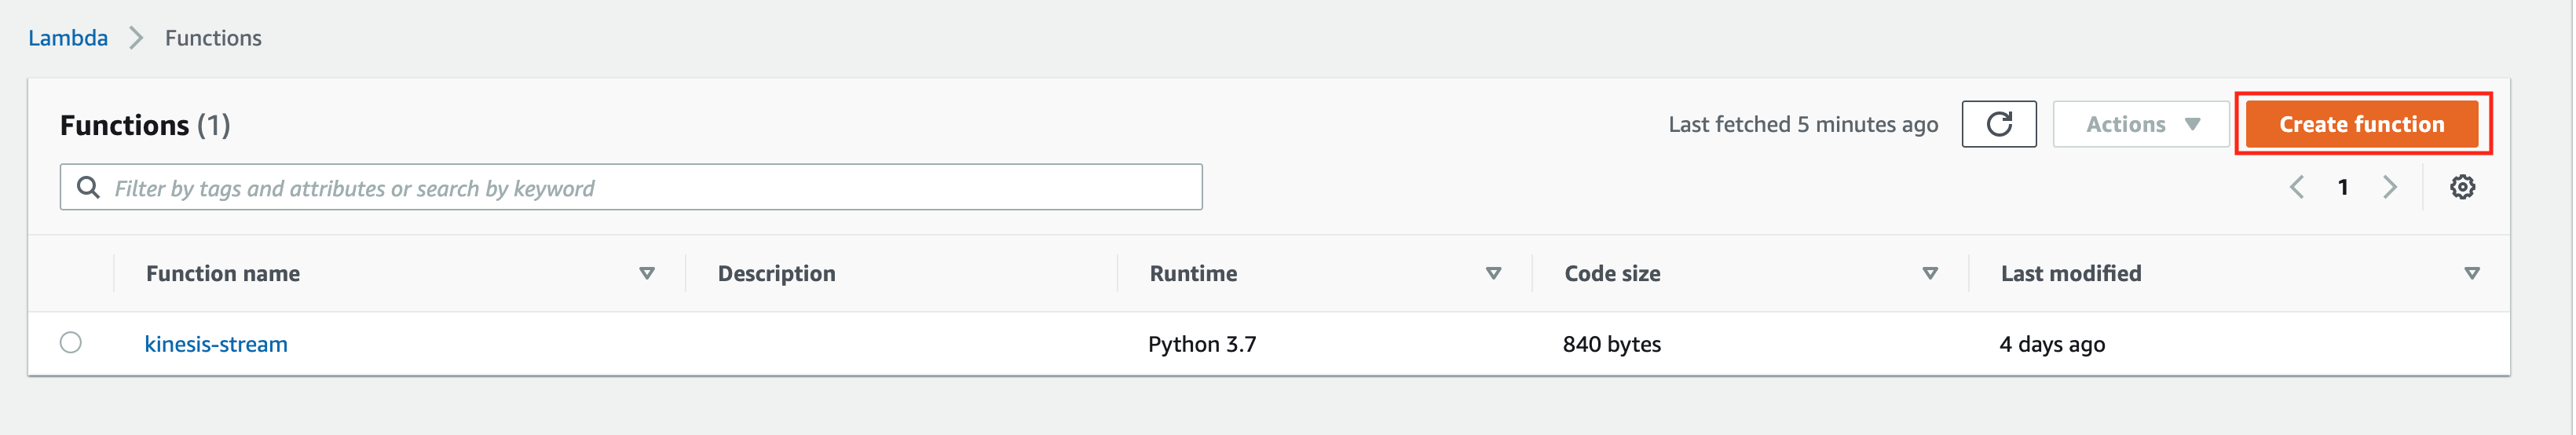 Lambda Functions
Functions (1)
Last fetched 5 minutes ago Actions Create function
Filter by tags and attributes or search by keyword
1
Function name Description Runtime Code size Last modified
kinesis-stream Python 3.7 840 bytes 4 days ago